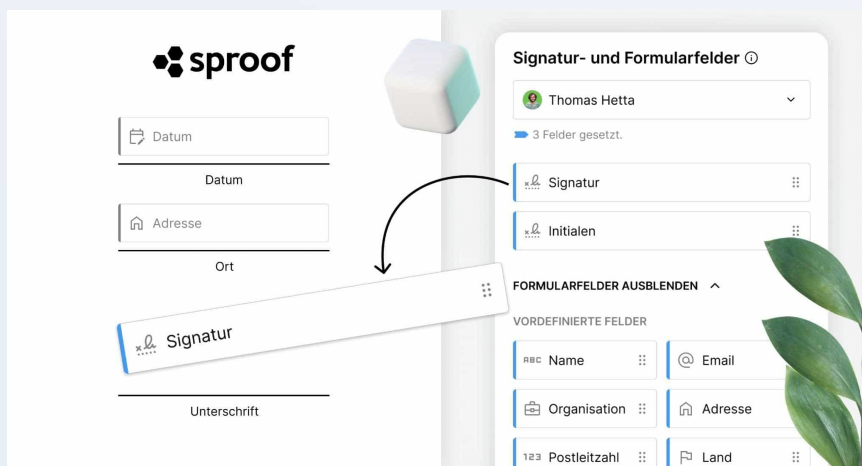 sproof
Datum
Datum
Adresse
Ort
Signatur
Unterschrift
Signatur- und Formularfelder
Thomas Hetta
3 Felder gesetzt.
Signatur
Initialen
FORMULARFELDER AUSBLENDEN
VORDEFINIERTE FELDER
ABC Name
Email
Organisation
Adresse
123 Postleitzahl
Land